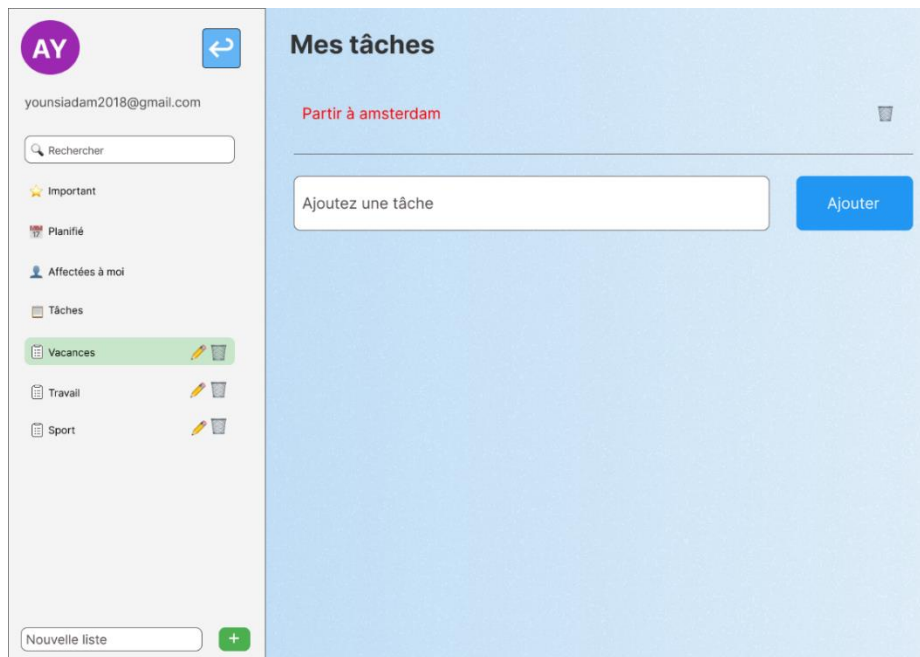 AY
younsiadam2018@gmail.com
Rechercher
Important
Planifié
Affectées à moi
Tâches
Vacances
Travail
Sport
Nouvelle liste
+
Mes tâches
Partir à amsterdam
Ajoutez une tâche
Ajouter